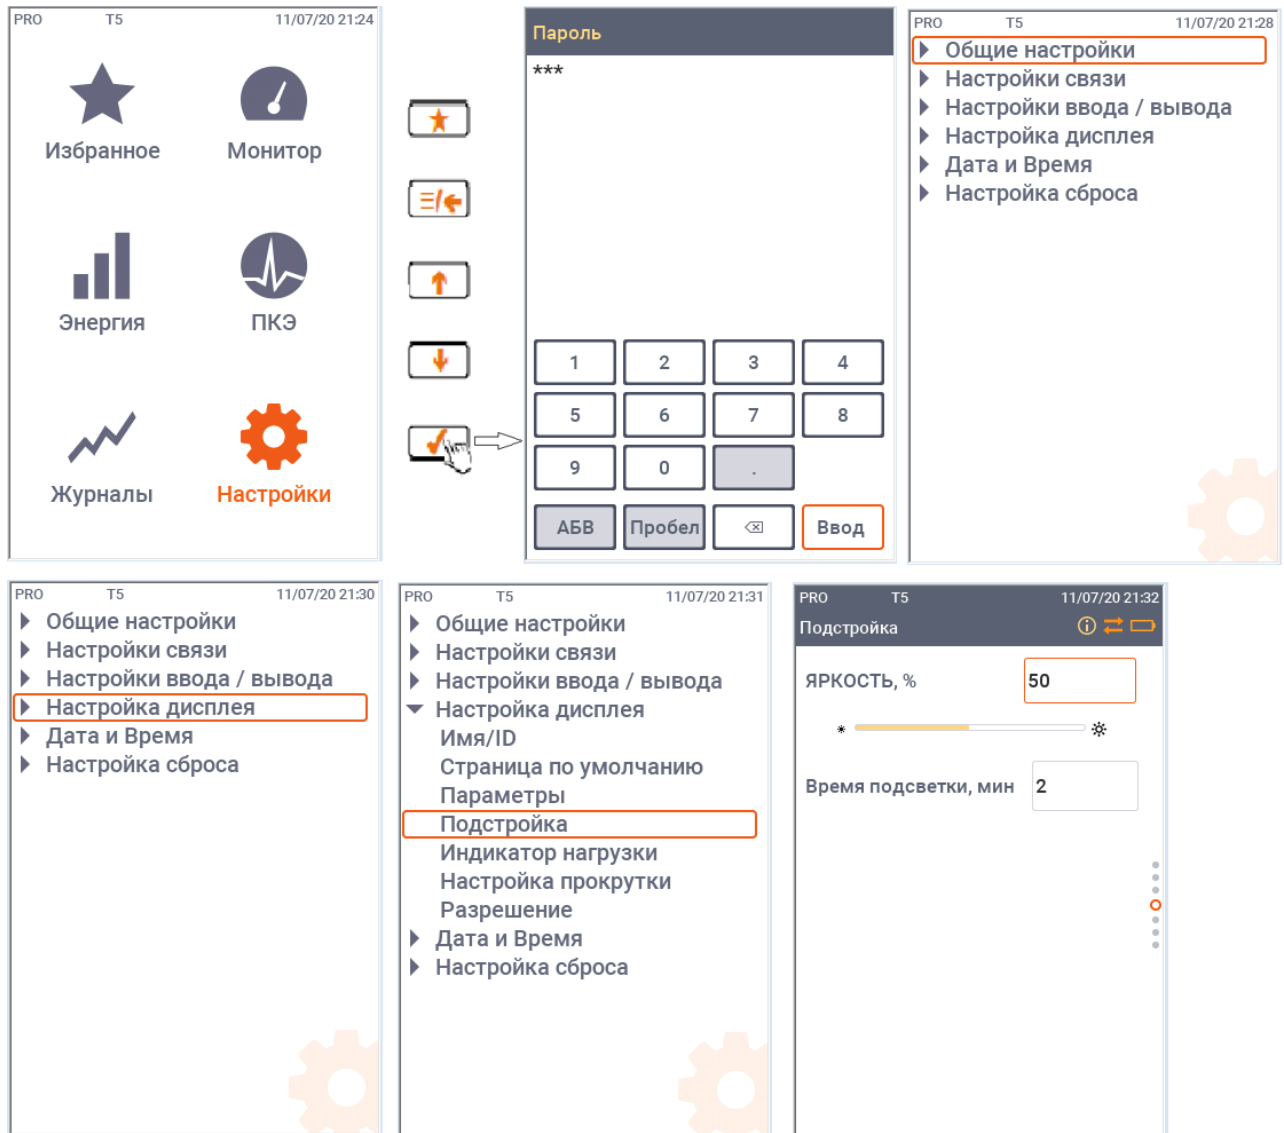 PRO T5 11/07/20 21:24
Избранное Монитор
Энергия ПКЭ
Журналы Настройки
Пароль
***
1 2 3 4
5 6 7 8
9 0 .
АБВ Пробел Ввод
PRO T5 11/07/20 21:28
Общие настройки
Настройки связи
Настройки ввода / вывода
Настройка дисплея
Дата и Время
Настройка сброса
PRO T5 11/07/20 21:30
Общие настройки
Настройки связи
Настройки ввода / вывода
Настройка дисплея
Дата и Время
Настройка сброса
PRO T5 11/07/20 21:31
Общие настройки
Настройки связи
Настройки ввода / вывода
Настройка дисплея
Имя/ID
Страница по умолчанию
Параметры
Подстройка
Индикатор нагрузки
Настройка прокрутки
Разрешение
Дата и Время
Настройка сброса
PRO T5 11/07/20 21:32
Подстройка
ЯРКОСТЬ, % 50
Время подсветки, мин 2